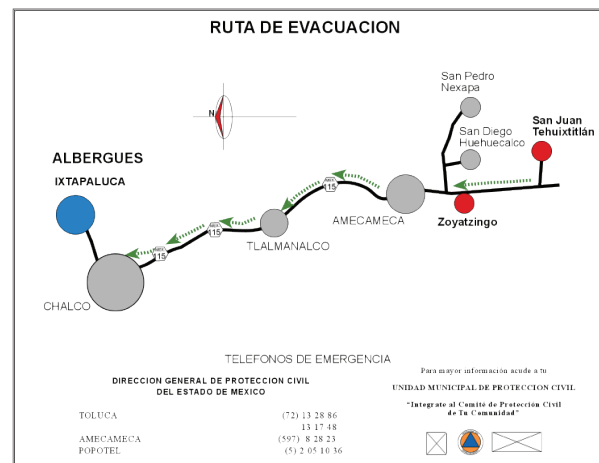 RUTA DE EVACUACION
San Pedro
Nexapa
San Juan
Tehuixtitlán
San Diego
Huehuecalco
N
ALBERGUES
IXTAPALUCA
115
AMECAMECA
Zoyatzingo
115
TLALMANALCO
115
CHALCO
TELEFONOS DE EMERGENCIA
DIRECCION GENERAL DE PROTECCION CIVIL
DEL ESTADO DE MEXICO
TOLUCA (72) 13 28 86
13 17 48
AMECAMECA (597) 8 28 23
POPOTEL (5) 2 05 10 36
Para mayor información acude a tu
UNIDAD MUNICIPAL DE PROTECCION CIVIL
“Integrate al Comité de Protección Civil
de Tu Comunidad”